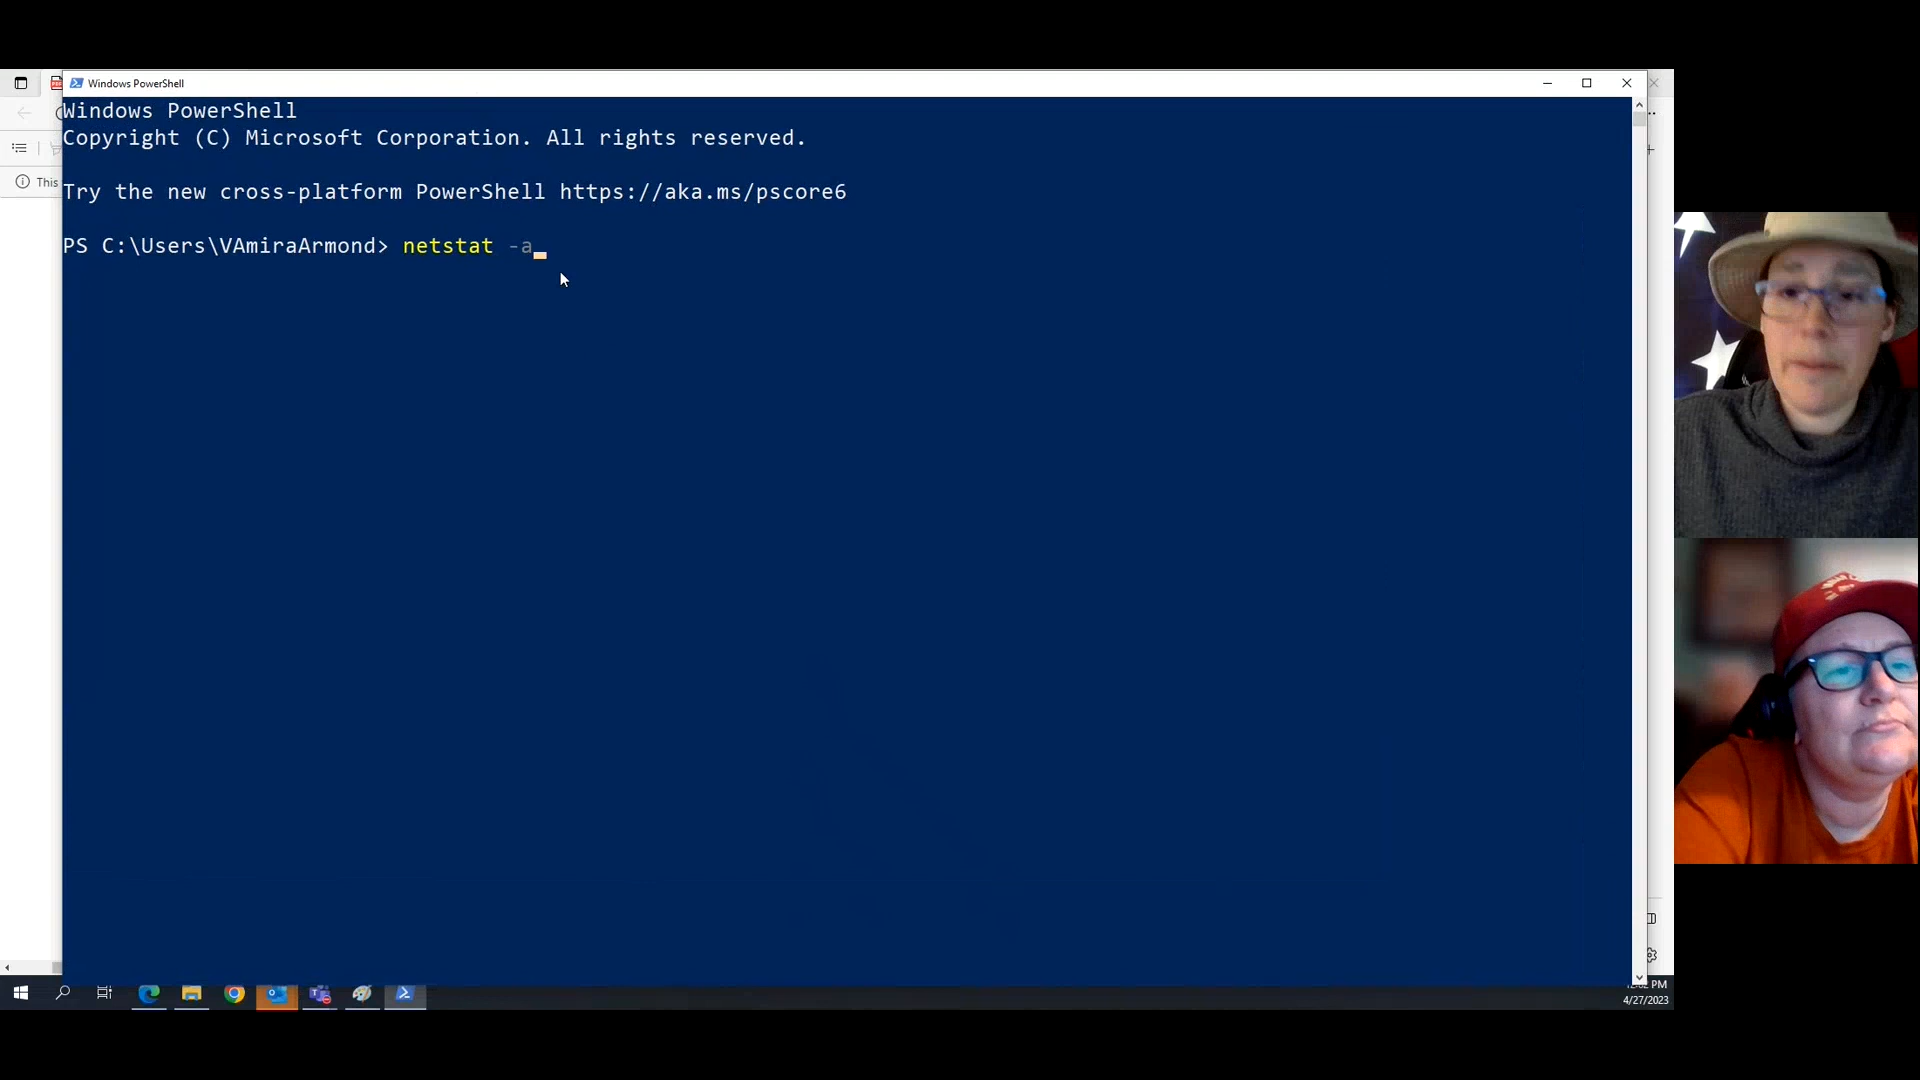 Windows PowerShell
This
Windows PowerShell
Copyright (C) Microsoft Corporation. All rights reserved.
Try the new cross-platform PowerShell https://aka.ms/pscore6
PS C:\Users\VAmiraArmond> netstat -a
PM
4/27/2023